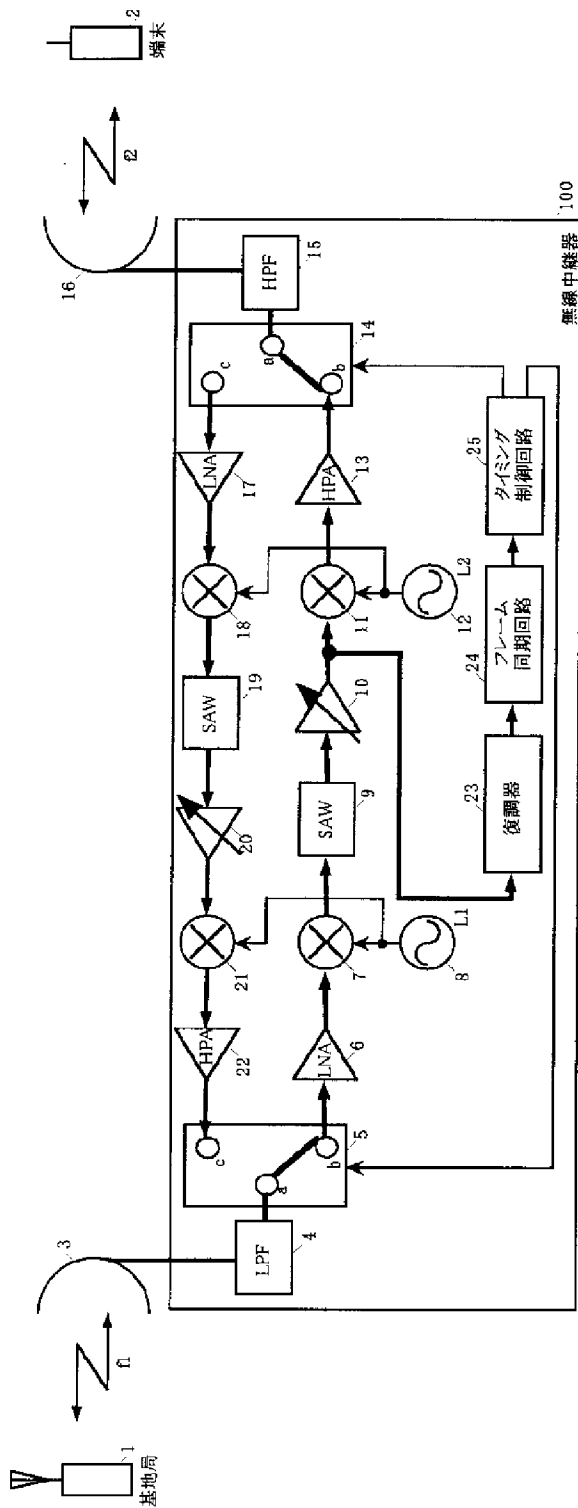 1
基地局
f1
3
LPF
4
a
b
c
5
LNA
6
7
8
L1
SAW
9
10
11
12
L2
HPA
13
a
b
c
14
HPF
15
16
f2
2
端末
LNA
17
18
SAW
19
20
21
HPA
22
復調器
23
フレーム
同期回路
24
タイミング
制御回路
25
無線中継器
100